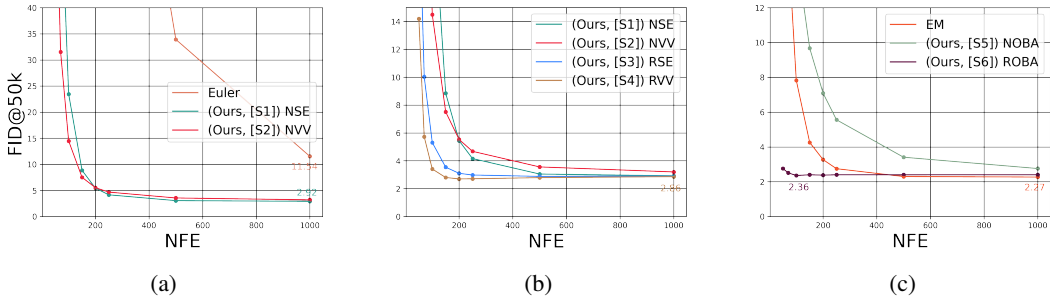 FID@50k
40
35
30
25
20
15
10
5
0
Euler
(Ours, [S1]) NSE
(Ours, [S2]) NVV
11.54
2.92
200
400
600
800
1000
NFE
(a)
14
12
10
8
6
4
2
0
(Ours, [S1]) NSE
(Ours, [S2]) NVV
(Ours, [S3]) RSE
(Ours, [S4]) RVV
2.86
200
400
600
800
1000
NFE
(b)
12
10
8
6
4
2
0
EM
(Ours, [S5]) NOBA
(Ours, [S6]) ROBA
2.36
2.27
200
400
600
800
1000
NFE
(c)